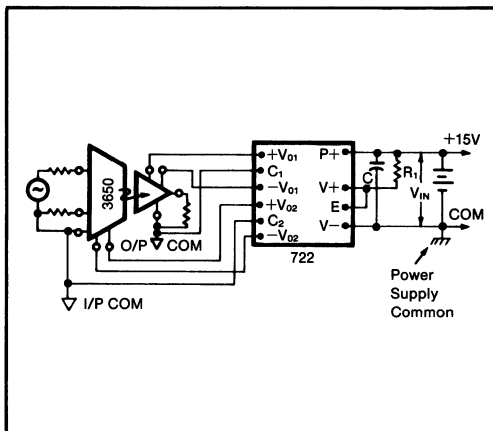 +15V
+V01
P+
C1
C
R1
−V01
V+
VIN
3650
+V02
E
O/P COM
C2
−V02
V−
COM
722
I/P COM
Power
Supply
Common